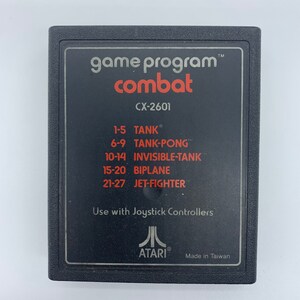 game program™
combat
CX-2601
1-5 TANK*
6-9 TANK-PONG™
10-14 INVISIBLE-TANK
15-20 BIPLANE
21-27 JET-FIGHTER
Use with Joystick Controllers
ATARI®
Made in Taiwan